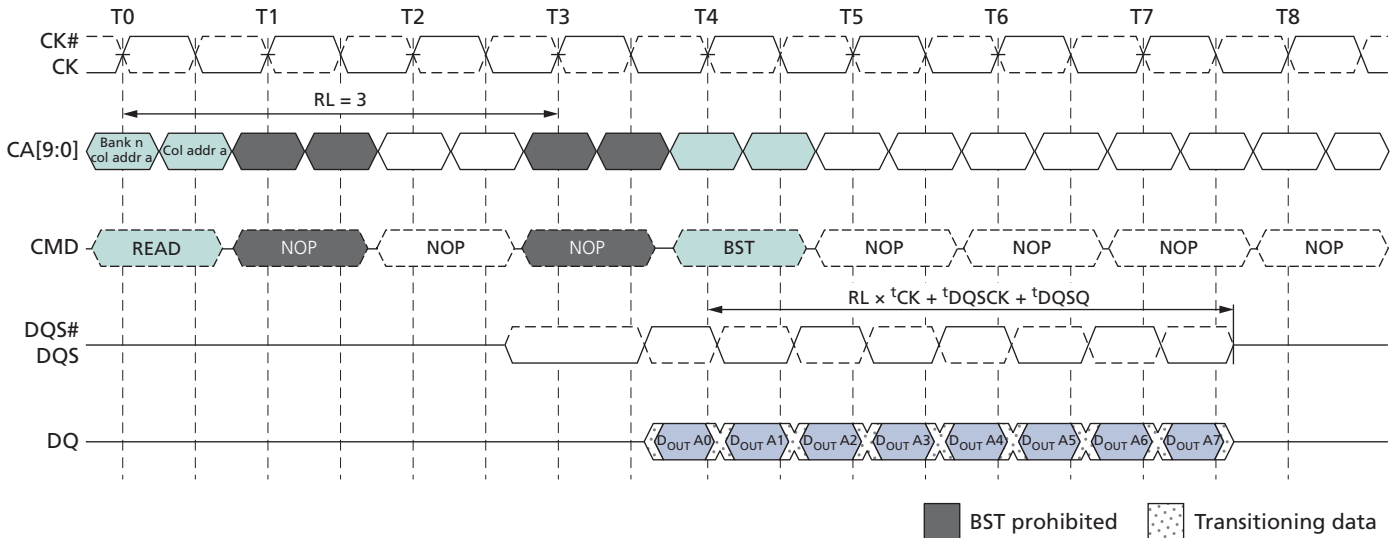 T0 T1 T2 T3 T4 T5 T6 T7 T8
CK#
CK
RL = 3
CA[9:0]
Bank n
col addr a
Col addr a
CMD
READ NOP NOP NOP BST NOP NOP NOP NOP
RL × tCK + tDQSCK + tDQSQ
DQS#
DQS
DQ
DOUT A0 DOUT A1 DOUT A2 DOUT A3 DOUT A4 DOUT A5 DOUT A6 DOUT A7
BST prohibited
Transitioning data